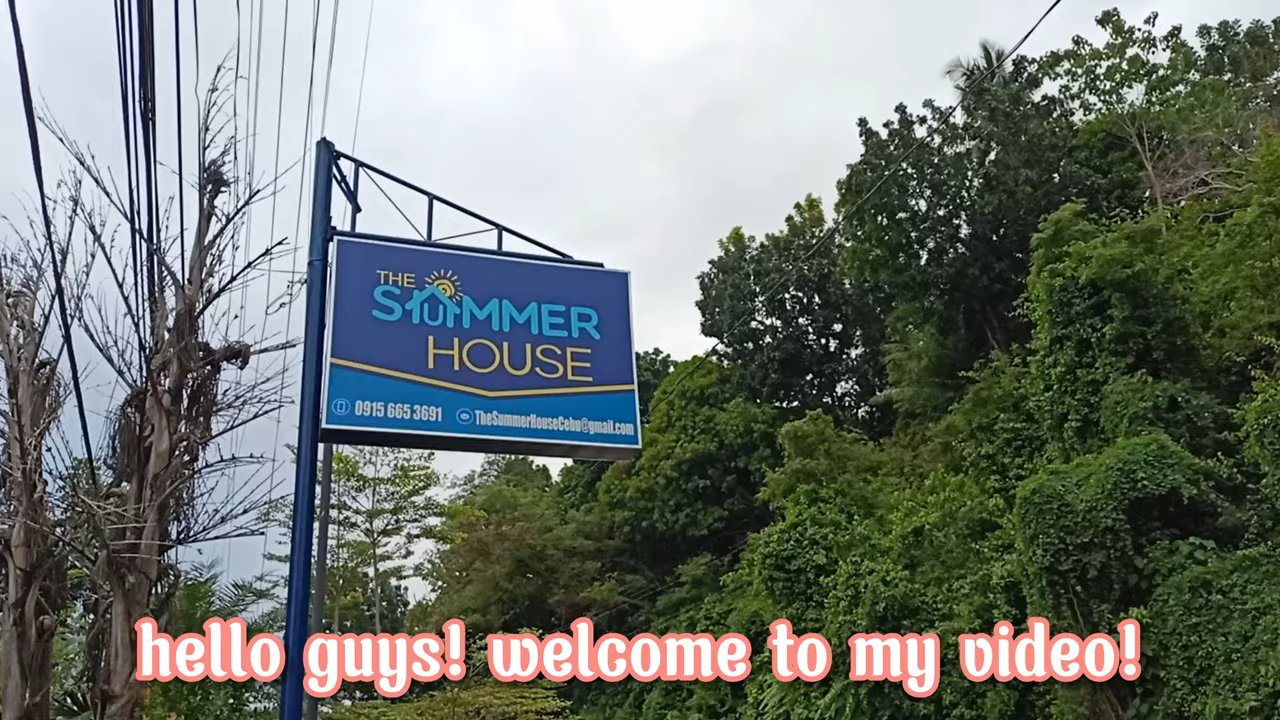 THE
SUMMER
HOUSE
0915 665 3691 TheSummerHouseCebu@gmail.com
hello guys! welcome to my video!